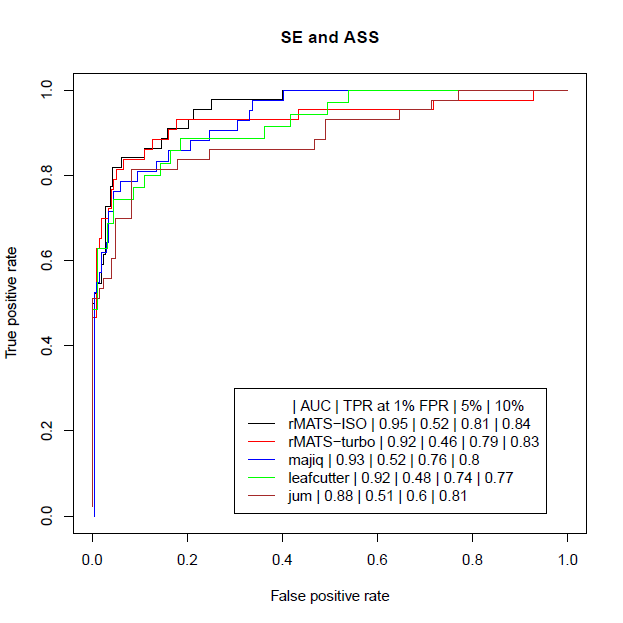 SE and ASS
True positive rate
1.0
0.8
0.6
0.4
0.2
0.0
| AUC | TPR at 1% FPR | 5% | 10%
rMATS−ISO | 0.95 | 0.52 | 0.81 | 0.84
rMATS−turbo | 0.92 | 0.46 | 0.79 | 0.83
majiq | 0.93 | 0.52 | 0.76 | 0.8
leafcutter | 0.92 | 0.48 | 0.74 | 0.77
jum | 0.88 | 0.51 | 0.6 | 0.81
0.0 0.2 0.4 0.6 0.8 1.0
False positive rate